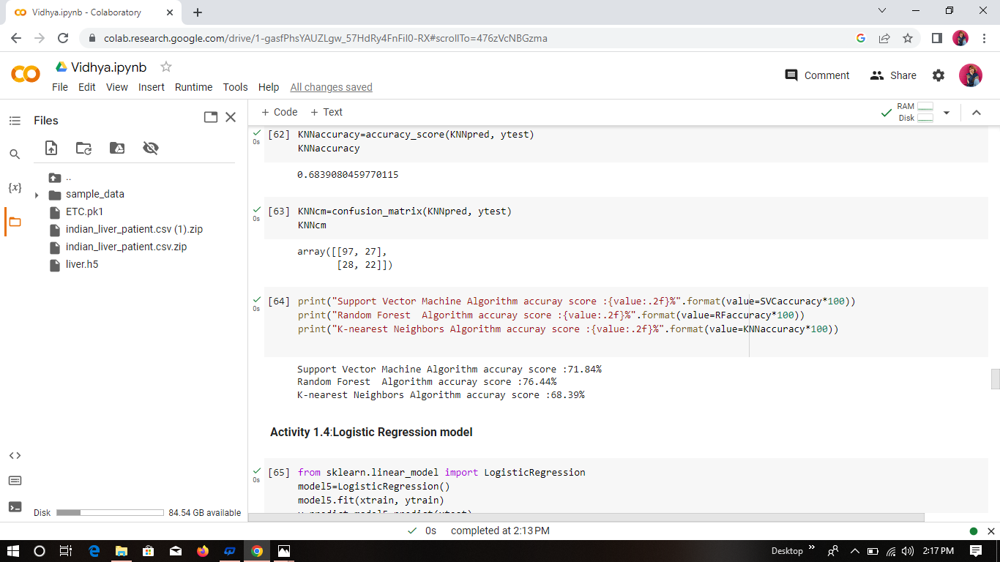 Vidhya.ipynb - Colaboratory
colab.research.google.com/drive/1-gasfPhsYAUZLgw_57HdRy4FnFil0-RX#scrollTo=476zVcNBGzma
Vidhya.ipynb
File Edit View Insert Runtime Tools Help All changes saved
Comment Share
Files
+ Code + Text
RAM
Disk
..
sample_data
ETC.pk1
indian_liver_patient.csv (1).zip
indian_liver_patient.csv.zip
liver.h5
{x}
Disk 84.54 GB available
0s [62] KNNaccuracy=accuracy_score(KNNpred, ytest)
KNNaccuracy
0.6839080459770115
0s [63] KNNcm=confusion_matrix(KNNpred, ytest)
KNNcm
array([[97, 27],
[28, 22]])
0s [64] print("Support Vector Machine Algorithm accuray score :{value:.2f}%".format(value=SVCaccuracy*100))
print("Random Forest  Algorithm accuray score :{value:.2f}%".format(value=RFaccuracy*100))
print("K-nearest Neighbors Algorithm accuray score :{value:.2f}%".format(value=KNNaccuracy*100))
Support Vector Machine Algorithm accuray score :71.84%
Random Forest  Algorithm accuray score :76.44%
K-nearest Neighbors Algorithm accuray score :68.39%
Activity 1.4:Logistic Regression model
0s [65] from sklearn.linear_model import LogisticRegression
model5=LogisticRegression()
model5.fit(xtrain, ytrain)
0s completed at 2:13 PM
Desktop 2:17 PM